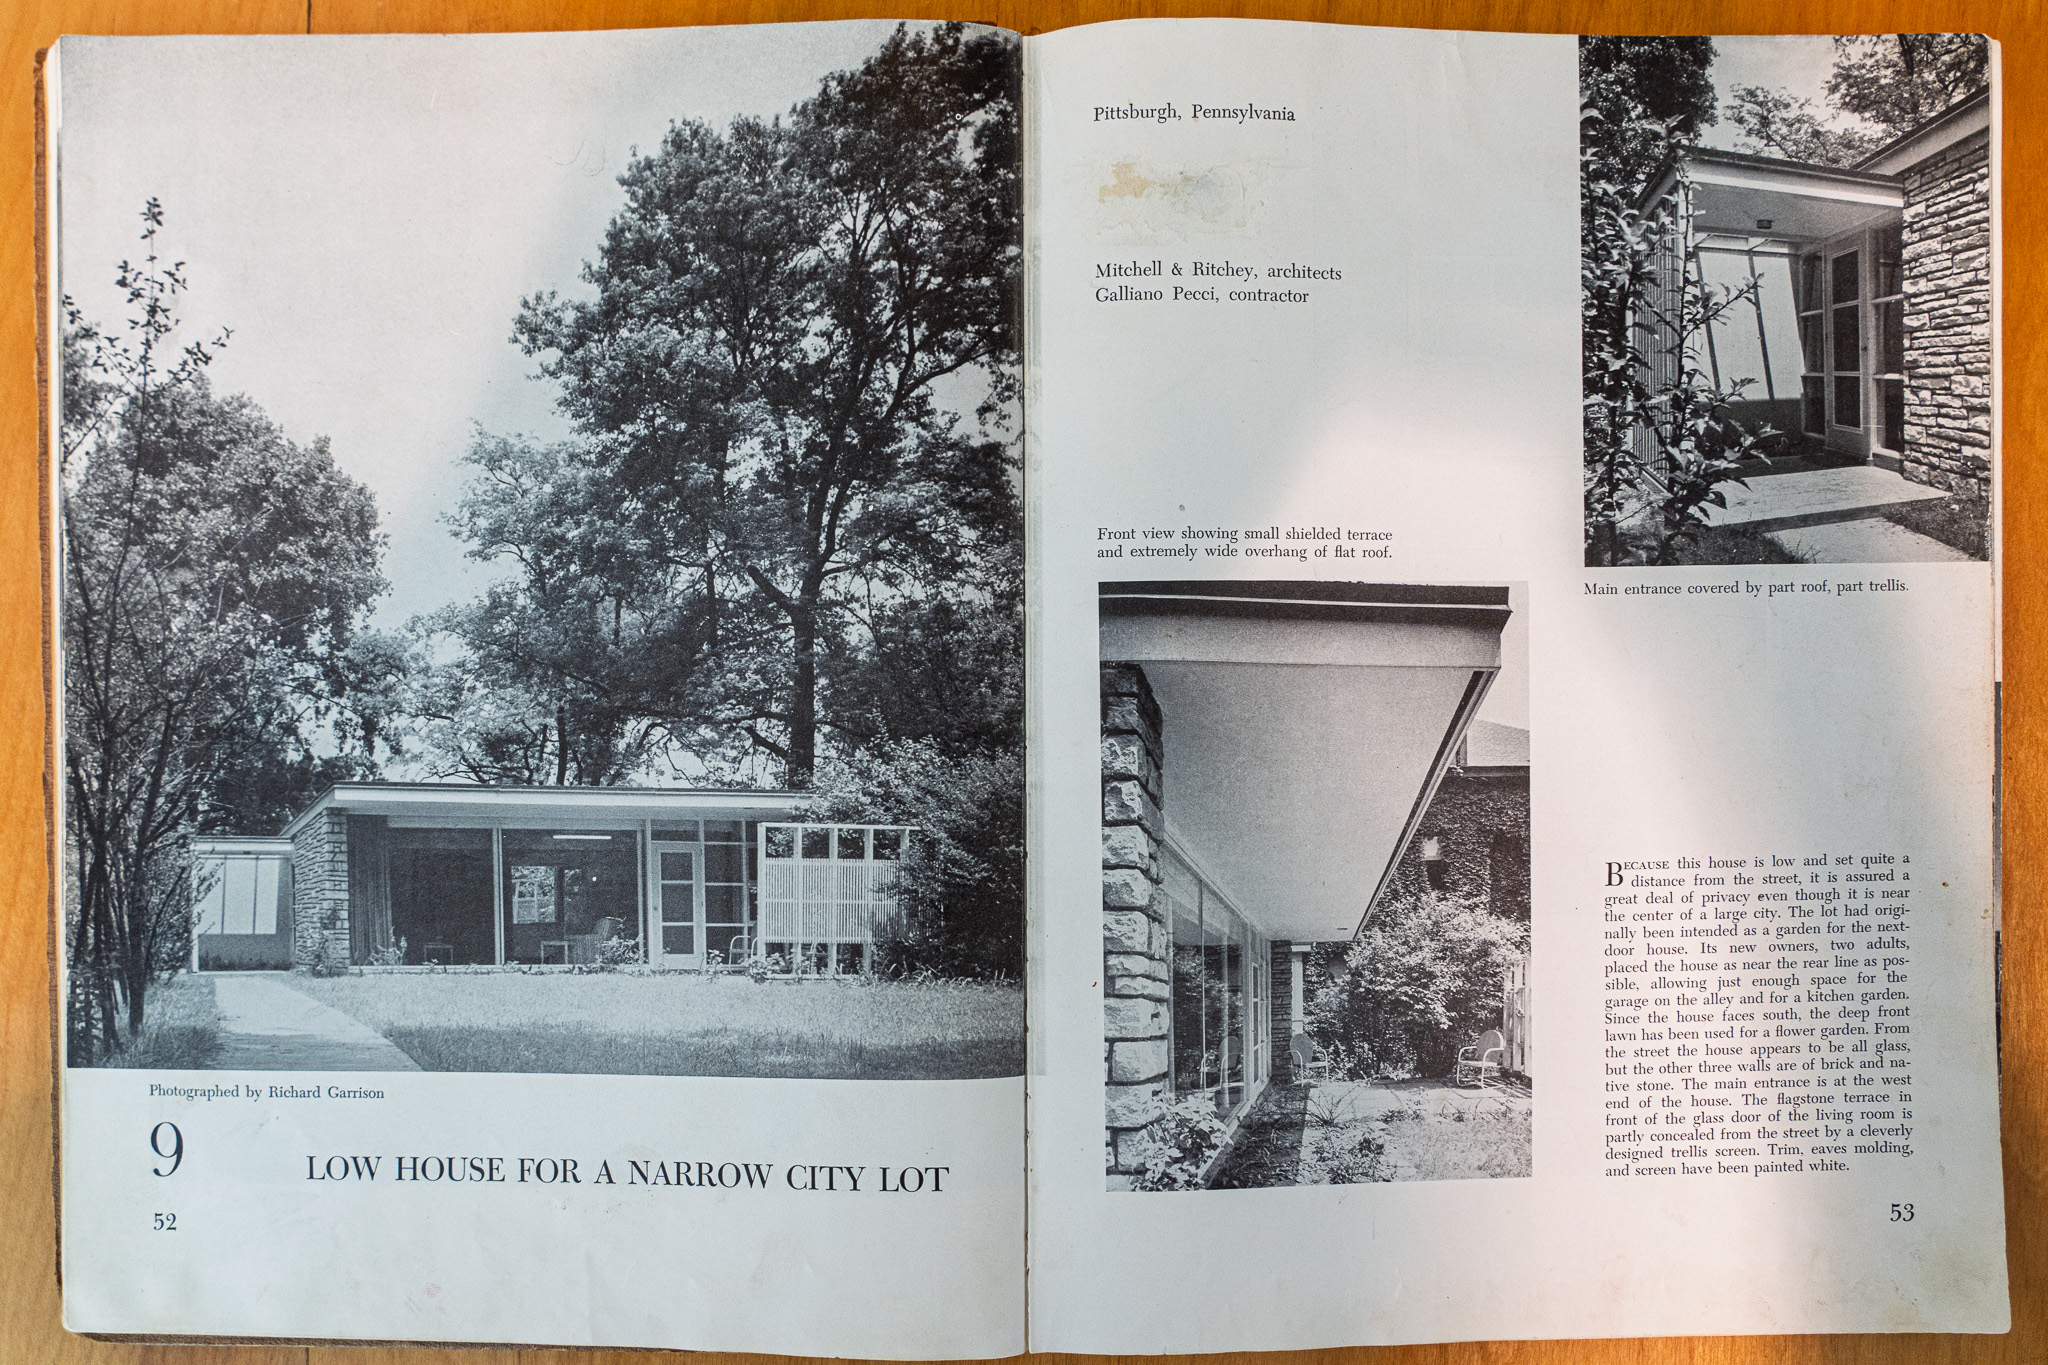 Photographed by Richard Garrison
9
LOW HOUSE FOR A NARROW CITY LOT
52
Pittsburgh, Pennsylvania
Mitchell & Ritchey, architects
Galliano Pecci, contractor
Front view showing small shielded terrace
and extremely wide overhang of flat roof.
Main entrance covered by part roof, part trellis.
BECAUSE this house is low and set quite a
distance from the street, it is assured a
great deal of privacy even though it is near
the center of a large city. The lot had origi-
nally been intended as a garden for the next-
door house. Its new owners, two adults,
placed the house as near the rear line as pos-
sible, allowing just enough space for the
garage on the alley and for a kitchen garden.
Since the house faces south, the deep front
lawn has been used for a flower garden. From
the street the house appears to be all glass,
but the other three walls are of brick and na-
tive stone. The main entrance is at the west
end of the house. The flagstone terrace in
front of the glass door of the living room is
partly concealed from the street by a cleverly
designed trellis screen. Trim, eaves molding,
and screen have been painted white.
53